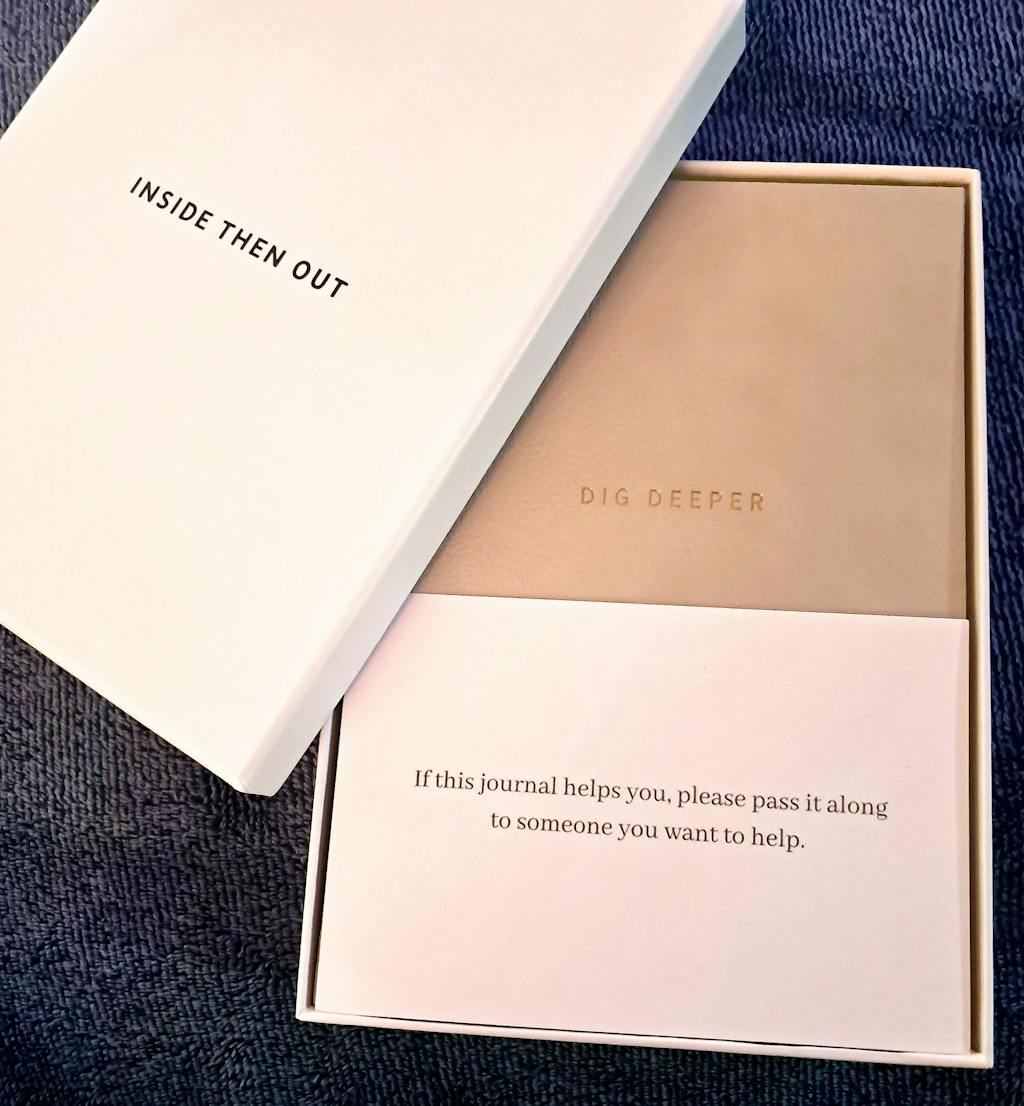 INSIDE THEN OUT
DIG DEEPER
If this journal helps you, please pass it along
to someone you want to help.